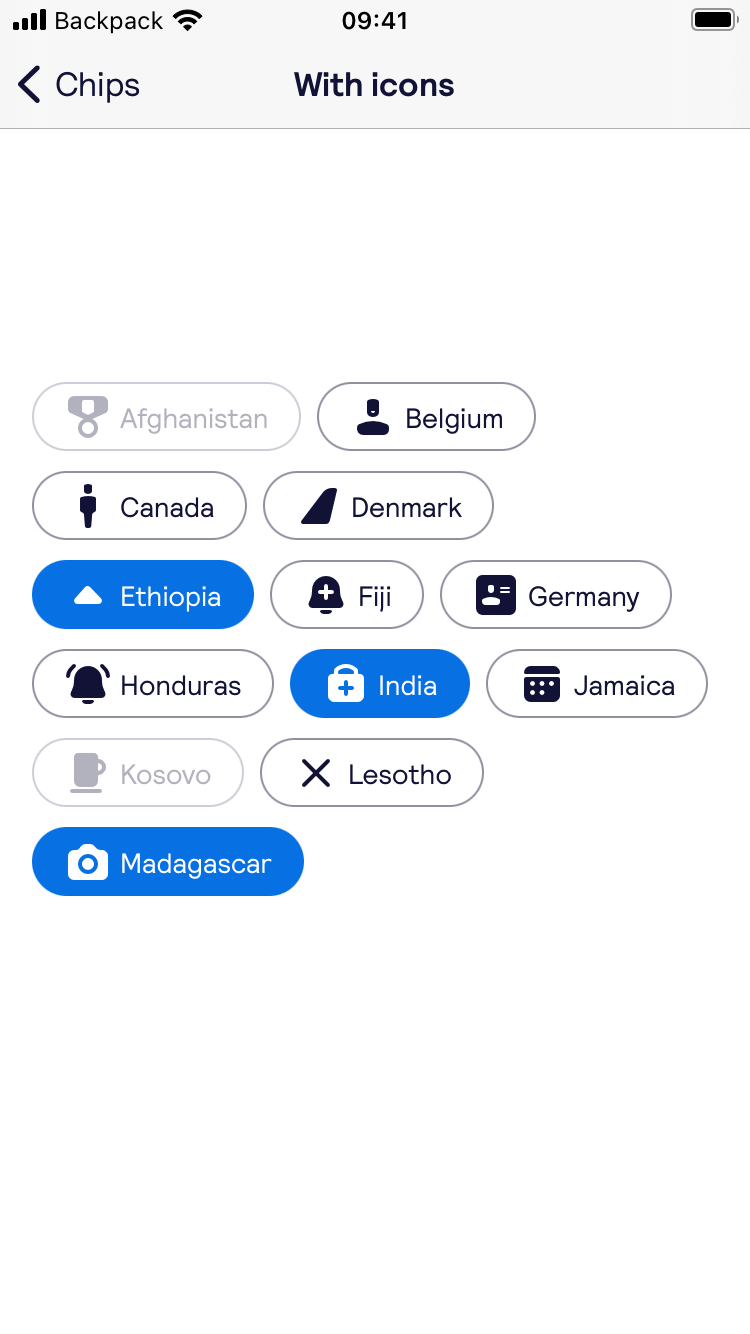 Backpack 09:41
Chips With icons
Afghanistan Belgium
Canada Denmark
Ethiopia Fiji Germany
Honduras India Jamaica
Kosovo Lesotho
Madagascar